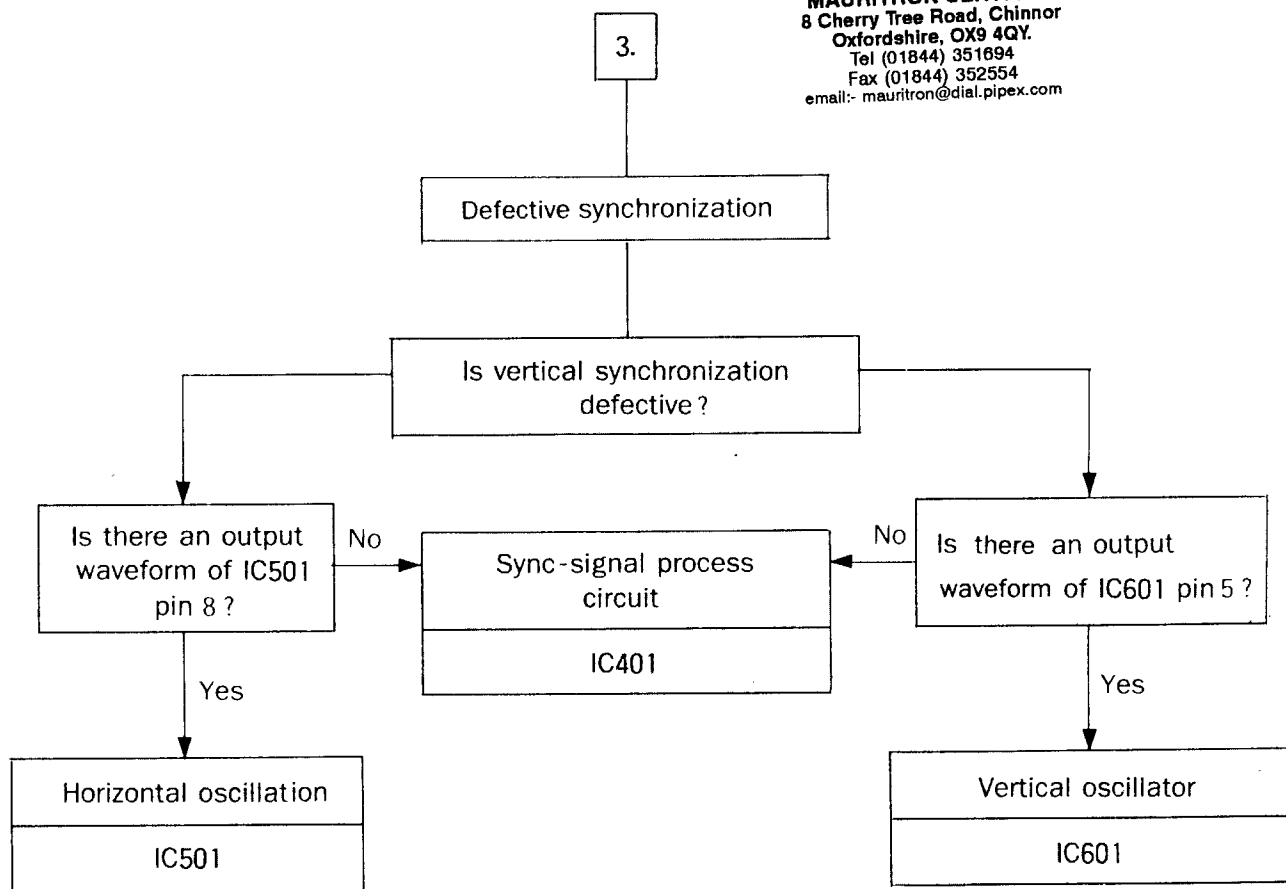 8 Cherry Tree Road, Chinnor
Oxfordshire, OX9 4QY.
Tel (01844) 351694
Fax (01844) 352554
email:- mauritron@dial.pipex.com
3.
Defective synchronization
Is vertical synchronization
defective ?
Is there an output
waveform of IC501
pin 8 ?
No
Sync-signal process
circuit
IC401
No
Is there an output
waveform of IC601 pin 5 ?
Yes
Yes
Horizontal oscillation
IC501
Vertical oscillator
IC601